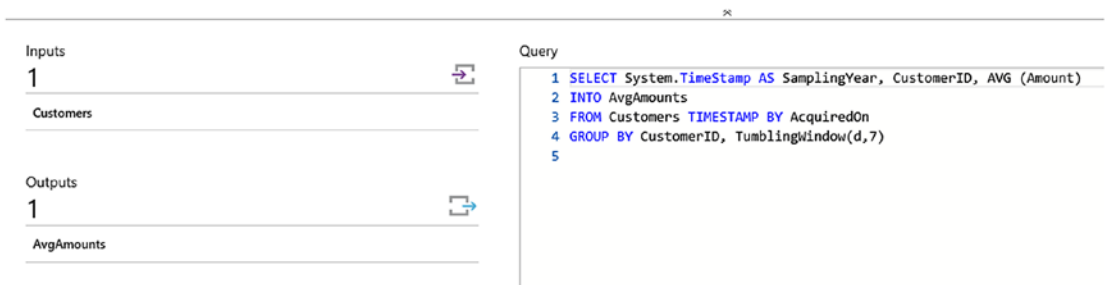 Inputs
1
Customers
Outputs
1
AvgAmounts
Query
1 SELECT System.TimeStamp AS SamplingYear, CustomerID, AVG (Amount)
2 INTO AvgAmounts
3 FROM Customers TIMESTAMP BY AcquiredOn
4 GROUP BY CustomerID, TumblingWindow(d,7)
5